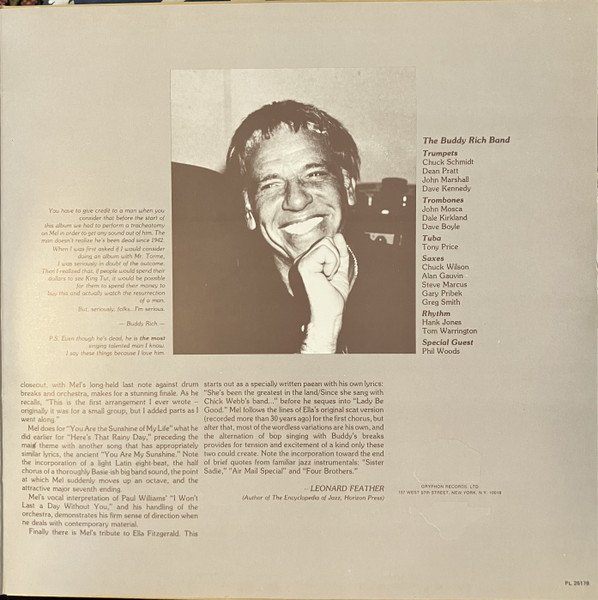 The Buddy Rich Band
Trumpets
Chuck Schmidt
Dean Pratt
John Marshall
Dave Kennedy
Trombones
John Mosca
Dale Kirkland
Dave Boyle
Tuba
Tony Price
Saxes
Chuck Wilson
Alan Gauvin
Steve Marcus
Gary Pribek
Greg Smith
Rhythm
Hank Jones
Tom Warrington
Special Guest
Phil Woods
You have to give credit to a man when you
consider that before the start of
this album we had to perform a tracheotomy
on Mel in order to get any sound out of him. The
man doesn't realize he's been dead since 1942.
When I was first asked if I would consider
doing an album with Mr. Torme,
I was seriously in doubt of the outcome.
Then I realized that, if people would spend their
dollars to see King Tut, it would be possible
for them to spend their money to
buy this and actually watch the resurrection
of a man.
But, seriously, folks...I'm serious.
— Buddy Rich —
P.S. Even though he's dead, he is the most
singing talented man I know.
I say these things because I love him.
closeout, with Mel's long-held last note against drum
breaks and orchestra, makes for a stunning finale. As he
recalls, "This is the first arrangement I ever wrote –
originally it was for a small group, but I added parts as I
went along."
Mel does for "You Are the Sunshine of My Life" what he
did earlier for "Here's That Rainy Day," preceding the
main theme with another song that has appropriately
similar lyrics, the ancient "You Are My Sunshine." Note
the incorporation of a light Latin eight-beat, the half
chorus of a thoroughly Basie-ish big band sound, the point
at which Mel suddenly moves up an octave, and the
attractive major seventh ending.
Mel's vocal interpretation of Paul Williams' "I Won't
Last a Day Without You," and his handling of the
orchestra, demonstrates his firm sense of direction when
he deals with contemporary material.
Finally there is Mel's tribute to Ella Fitzgerald. This
starts out as a specially written paean with his own lyrics:
"She's been the greatest in the land/Since she sang with
Chick Webb's band..." before he segues into "Lady Be
Good." Mel follows the lines of Ella's original scat version
(recorded more than 30 years ago) for the first chorus, but
after that, most of the wordless variations are his own, and
the alternation of bop singing with Buddy's breaks
provides for tension and excitement of a kind only these
two could create. Note the incorporation toward the end
of brief quotes from familiar jazz instrumentals: "Sister
Sadie," "Air Mail Special" and "Four Brothers."
LEONARD FEATHER
(Author of The Encyclopedia of Jazz, Horizon Press)
GRYPHON RECORDS, LTD
157 WEST 57th STREET, NEW YORK, N.Y. 10019
PL 25178